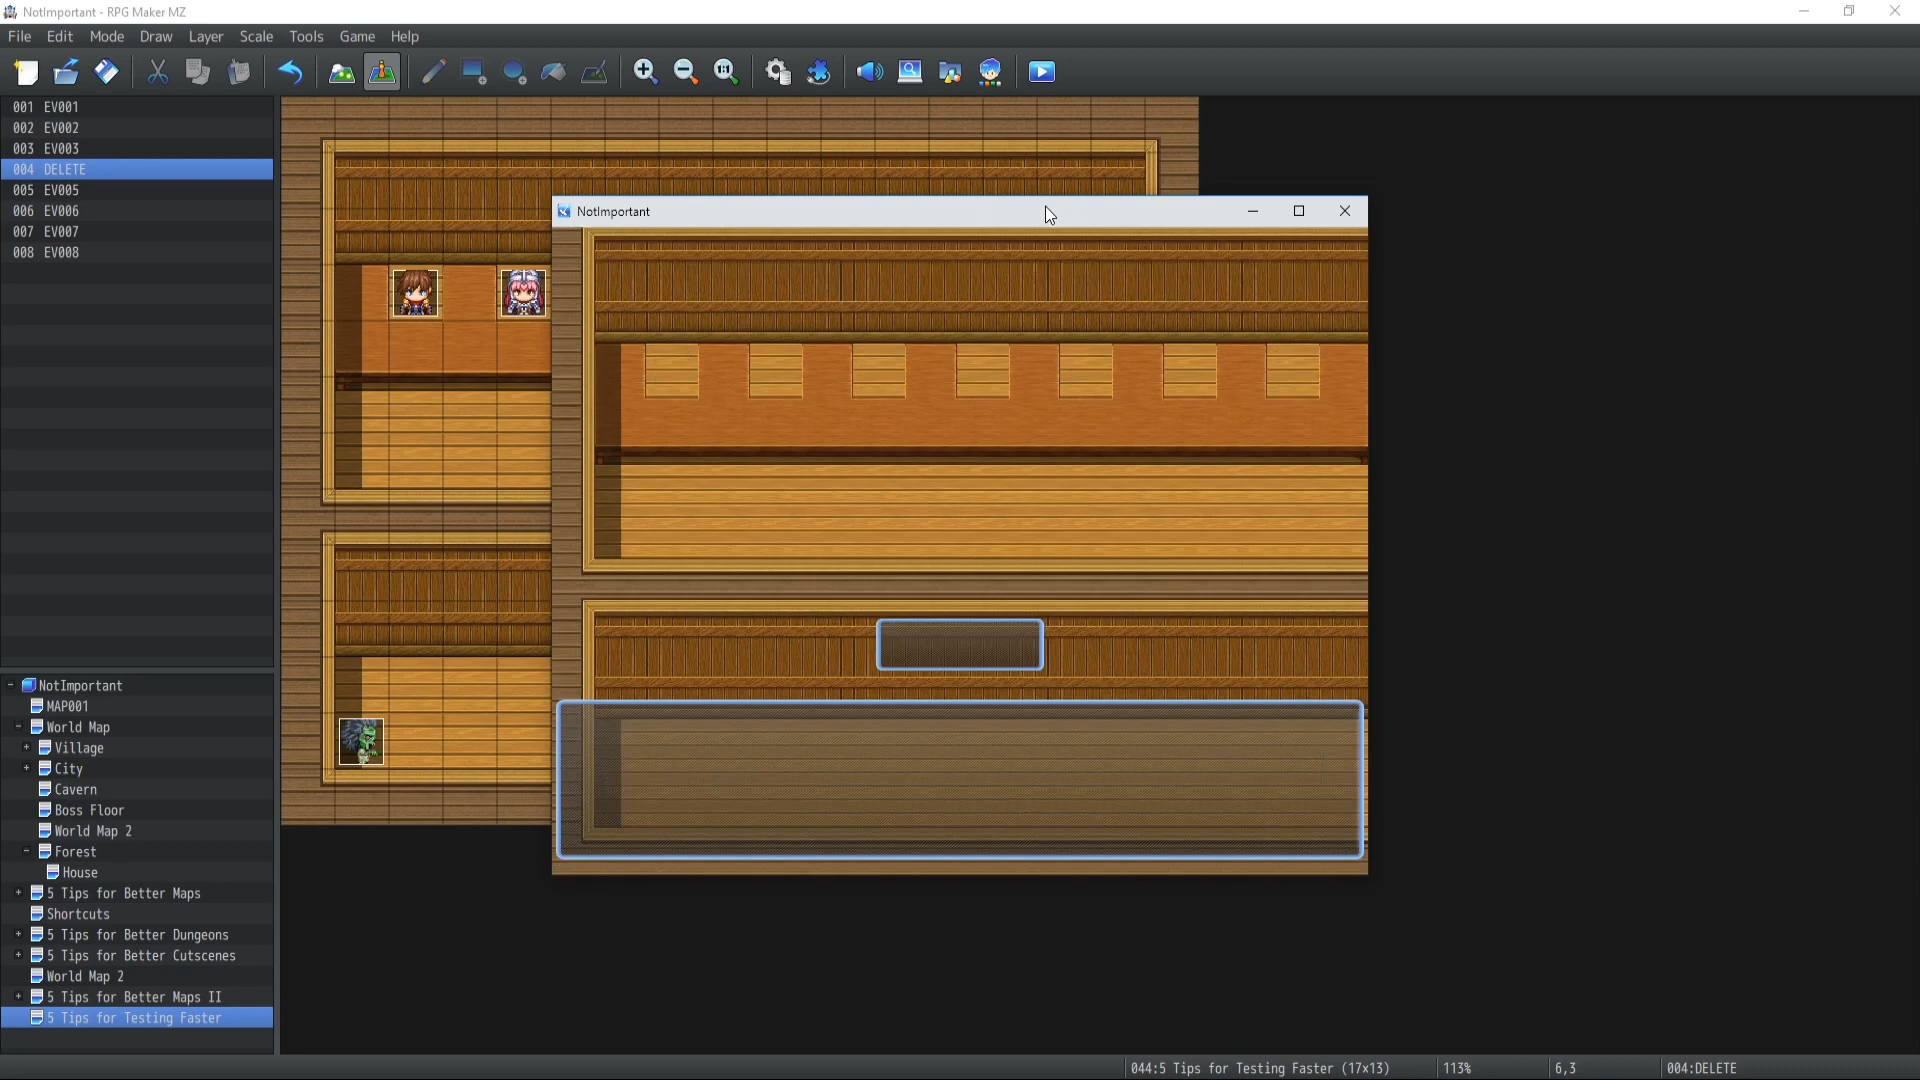 NotImportant - RPG Maker MZ
File Edit Mode Draw Layer Scale Tools Game Help
1:1
001 EV001
002 EV002
003 EV003
004 DELETE
005 EV005
006 EV006
007 EV007
008 EV008
NotImportant
NotImportant
MAP001
World Map
Village
City
Cavern
Boss Floor
World Map 2
Forest
House
5 Tips for Better Maps
Shortcuts
5 Tips for Better Dungeons
5 Tips for Better Cutscenes
World Map 2
5 Tips for Better Maps II
5 Tips for Testing Faster
044:5 Tips for Testing Faster (17x13) 113% 6,3 004:DELETE